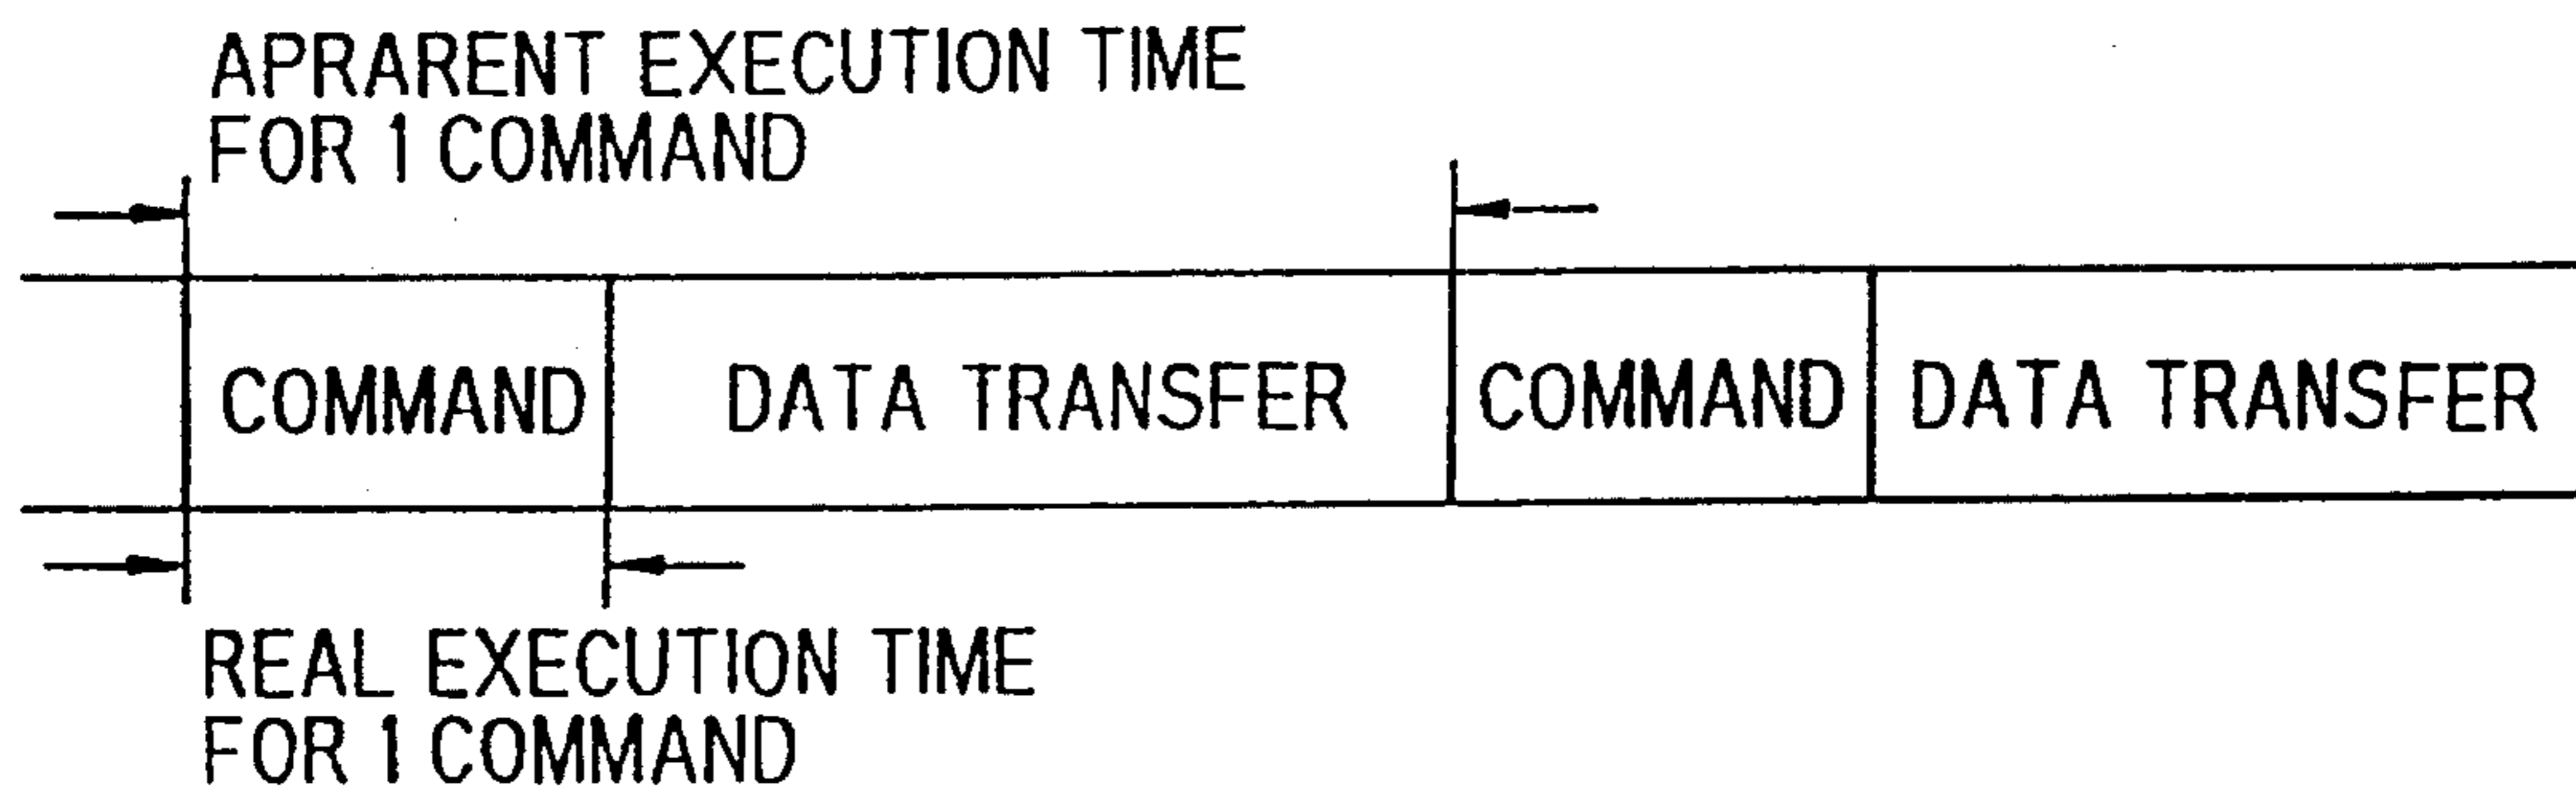 APRARENT EXECUTION TIME
FOR 1 COMMAND
COMMAND DATA TRANSFER COMMAND DATA TRANSFER
REAL EXECUTION TIME
FOR 1 COMMAND